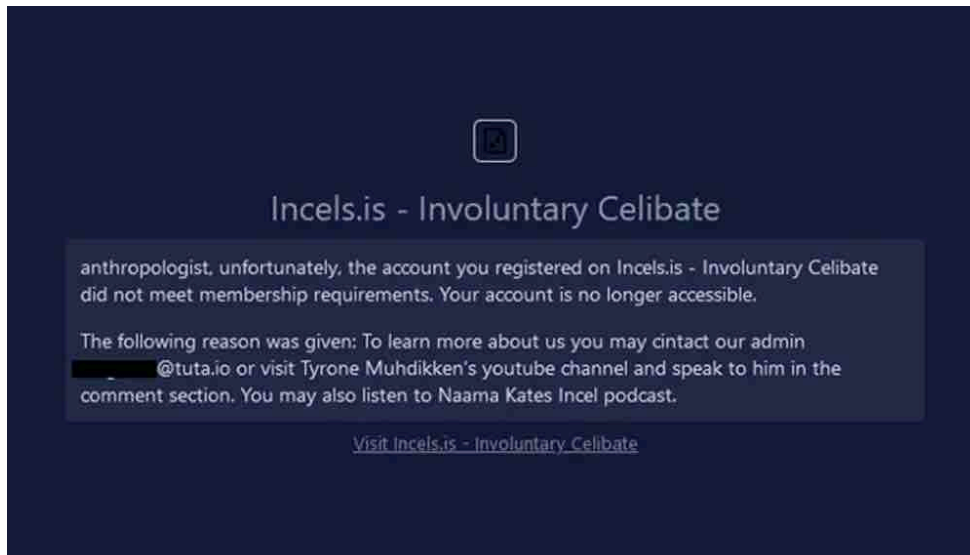 Incels.is - Involuntary Celibate
anthropologist, unfortunately, the account you registered on Incels.is - Involuntary Celibate
did not meet membership requirements. Your account is no longer accessible.
The following reason was given: To learn more about us you may cintact our admin
@tuta.io or visit Tyrone Muhdikken's youtube channel and speak to him in the
comment section. You may also listen to Naama Kates Incel podcast.
Visit Incels.is - Involuntary Celibate